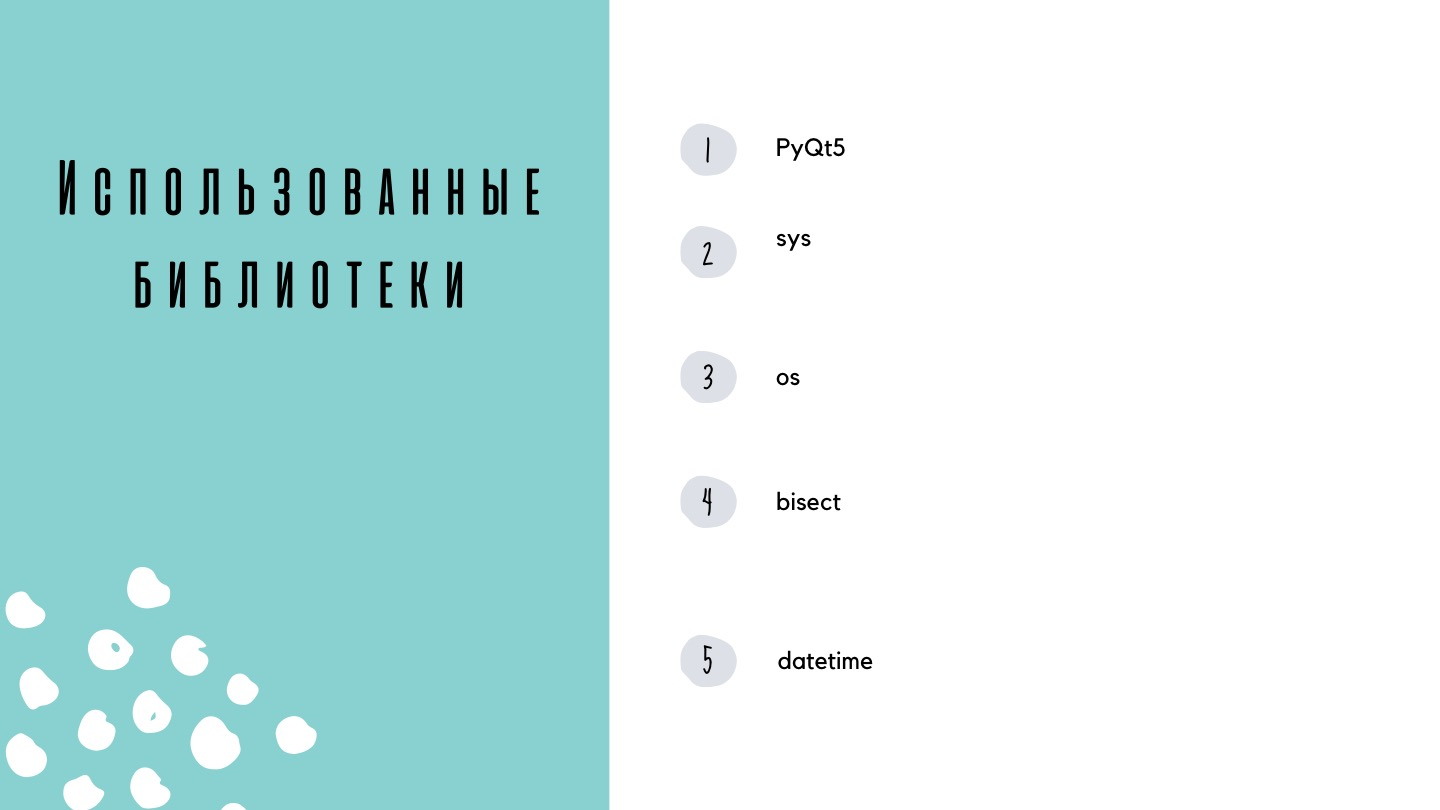 Использованные
библиотеки
1 PyQt5
2 sys
3 os
4 bisect
5 datetime